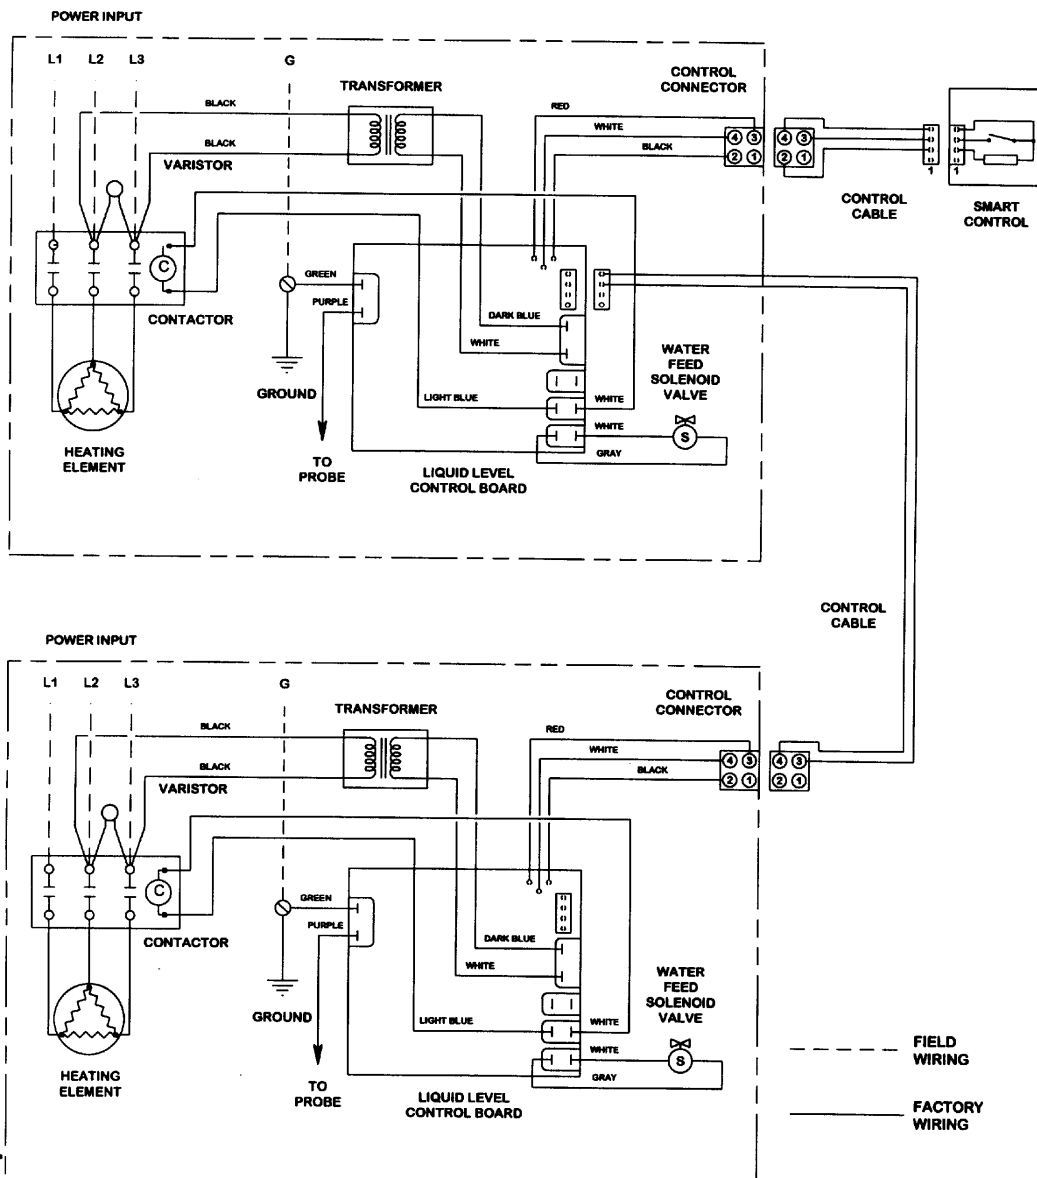 POWER INPUT
L1 L2 L3 G
TRANSFORMER
CONTROL
CONNECTOR
BLACK
RED
WHITE
BLACK
BLACK
VARISTOR
4 3
2 1
4 3
2 1
1
1
CONTROL
CABLE
SMART
CONTROL
C
CONTACTOR
GREEN
PURPLE
DARK BLUE
WHITE
GROUND
LIGHT BLUE
WHITE
WHITE
GRAY
WATER
FEED
SOLENOID
VALVE
S
HEATING
ELEMENT
TO
PROBE
LIQUID LEVEL
CONTROL BOARD
CONTROL
CABLE
POWER INPUT
L1 L2 L3 G
TRANSFORMER
CONTROL
CONNECTOR
BLACK
RED
WHITE
BLACK
BLACK
VARISTOR
4 3
2 1
4 3
2 1
C
CONTACTOR
GREEN
PURPLE
DARK BLUE
WHITE
GROUND
LIGHT BLUE
WHITE
WHITE
GRAY
WATER
FEED
SOLENOID
VALVE
S
HEATING
ELEMENT
TO
PROBE
LIQUID LEVEL
CONTROL BOARD
FIELD
WIRING
FACTORY
WIRING